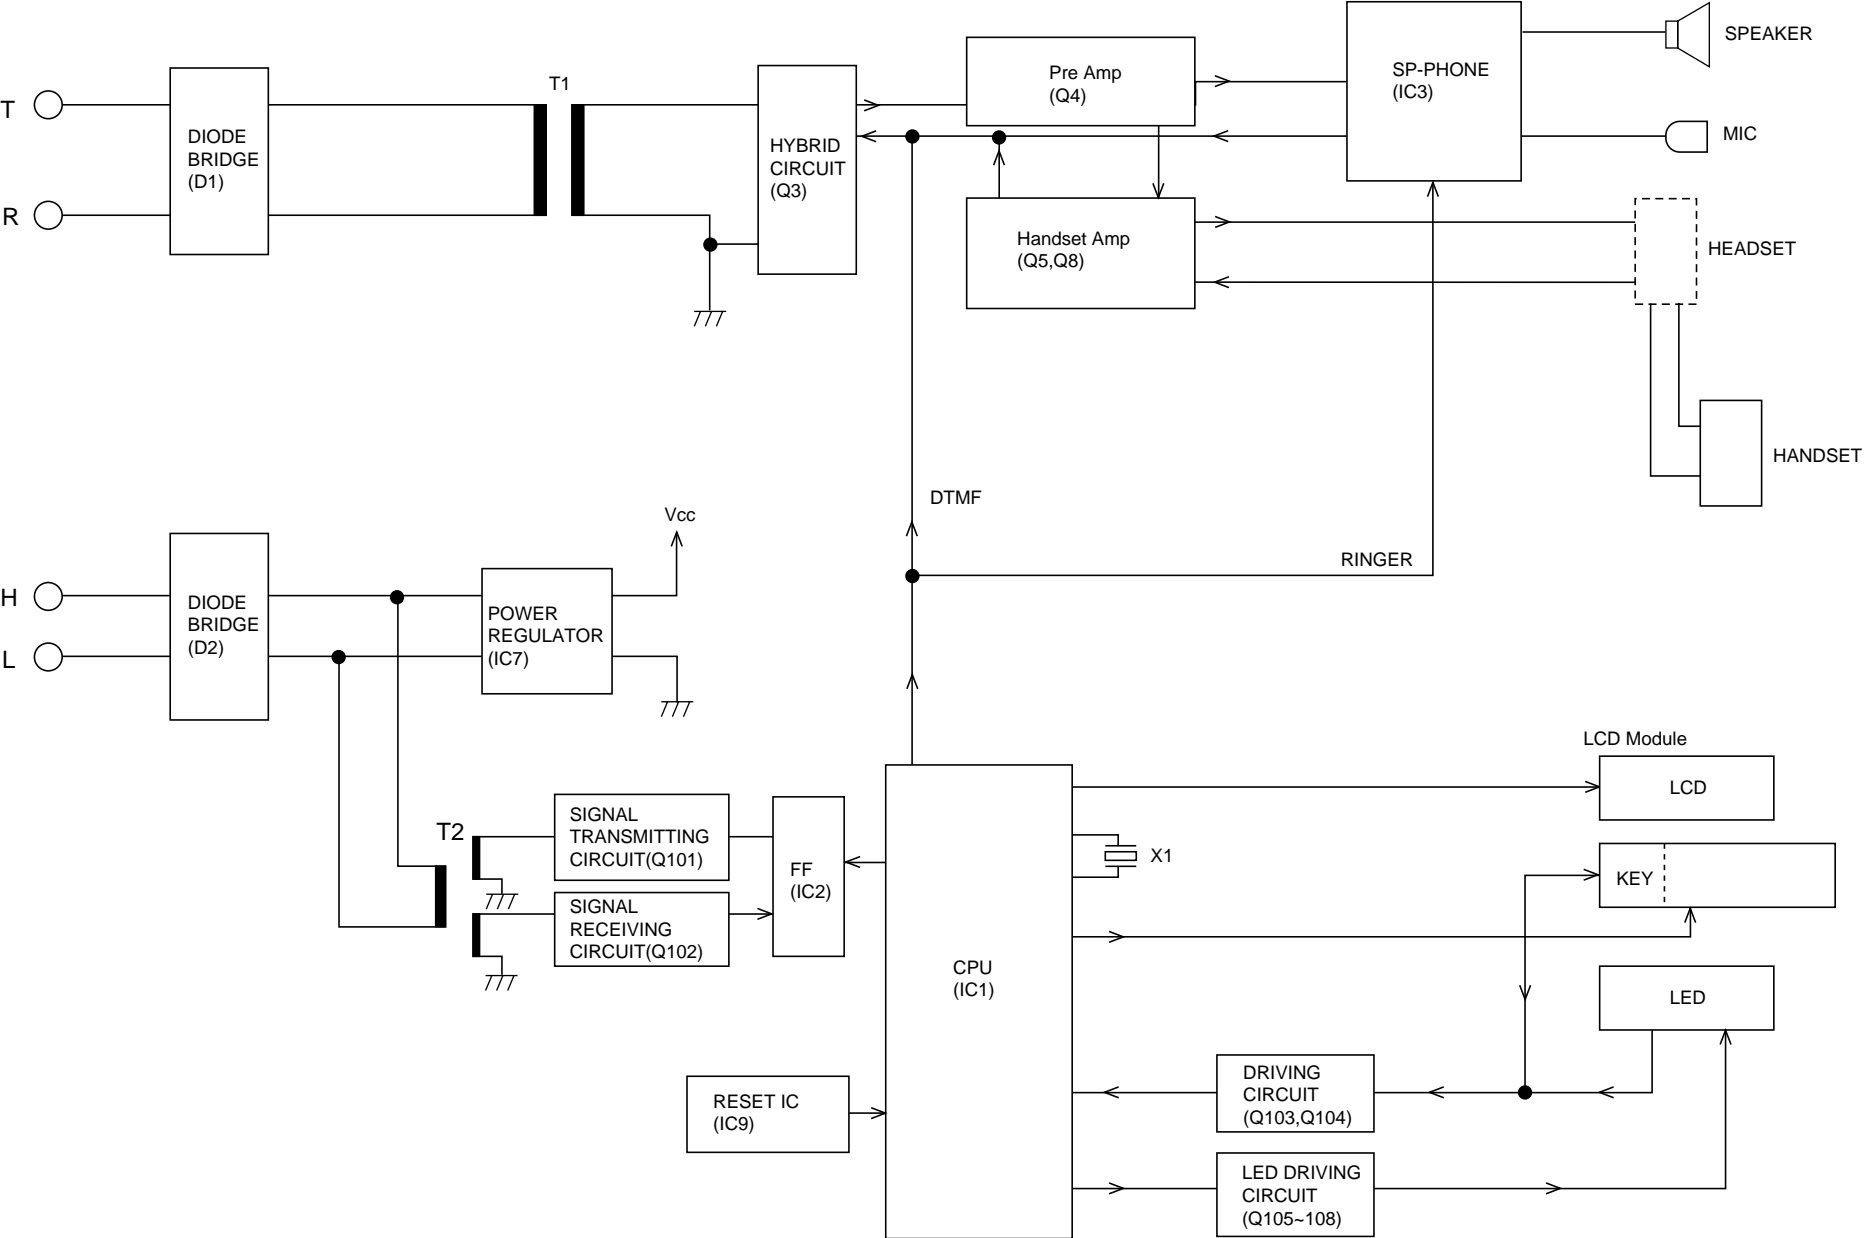 SPEAKER
Pre Amp
(Q4)
SP-PHONE
(IC3)
T1
T
DIODE
BRIDGE
(D1)
HYBRID
CIRCUIT
(Q3)
MIC
R
Handset Amp
(Q5,Q8)
HEADSET
HANDSET
DTMF
Vcc
RINGER
H
DIODE
BRIDGE
(D2)
POWER
REGULATOR
(IC7)
L
LCD Module
LCD
T2
SIGNAL
TRANSMITTING
CIRCUIT(Q101)
FF
(IC2)
X1
KEY
SIGNAL
RECEIVING
CIRCUIT(Q102)
CPU
(IC1)
LED
DRIVING
CIRCUIT
(Q103,Q104)
RESET IC
(IC9)
LED DRIVING
CIRCUIT
(Q105~108)